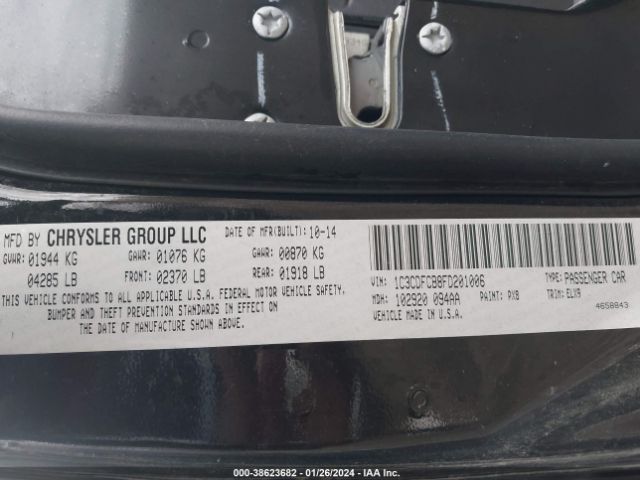 MFD BY CHRYSLER GROUP LLC DATE OF MFR(BUILT): 10-14
GVWR: 01944 KG GAWR: 01076 KG GAWR: 00870 KG
04285 LB FRONT: 02370 LB REAR: 01918 LB
THIS VEHICLE CONFORMS TO ALL APPLICABLE U.S.A. FEDERAL MOTOR VEHICLE SAFETY,
BUMPER AND THEFT PREVENTION STANDARDS IN EFFECT ON
THE DATE OF MANUFACTURE SHOWN ABOVE.
VIN: 1C3CDFCB8FD201006 TYPE: PASSENGER CAR
MDH: 102920 094AA PAINT: PX8 TRIM: ELX9
VEHICLE MADE IN U.S.A. 4658843
000-38623682 - 01/26/2024 - IAA Inc.